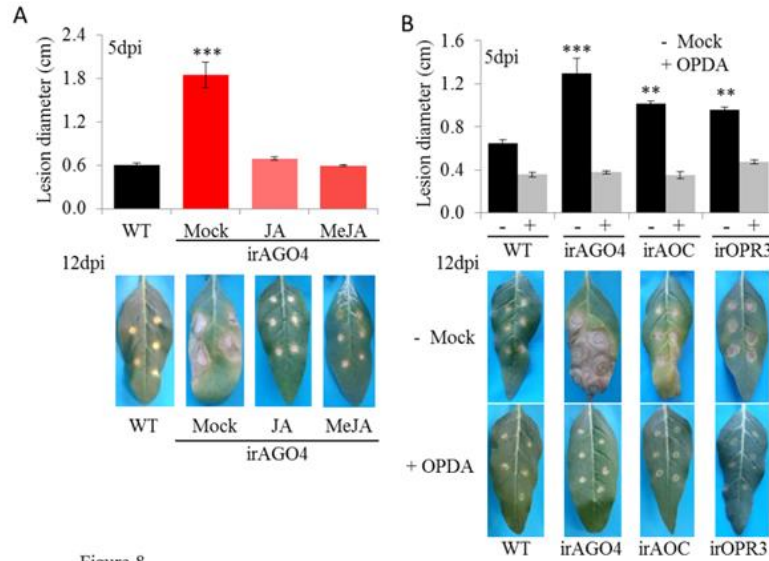 A
5dpi
***
Lesion diameter (cm)
2.4
1.8
1.2
0.6
0.0
WT Mock JA MeJA
irAGO4
12dpi
WT Mock JA MeJA
irAGO4
B
5dpi
- Mock
+ OPDA
*** ** **
Lesion diameter (cm)
1.6
1.2
0.8
0.4
0.0
- + - + - + - +
WT irAGO4 irAOC irOPR3
12dpi
- Mock
+ OPDA
WT irAGO4 irAOC irOPR3
Figure 8